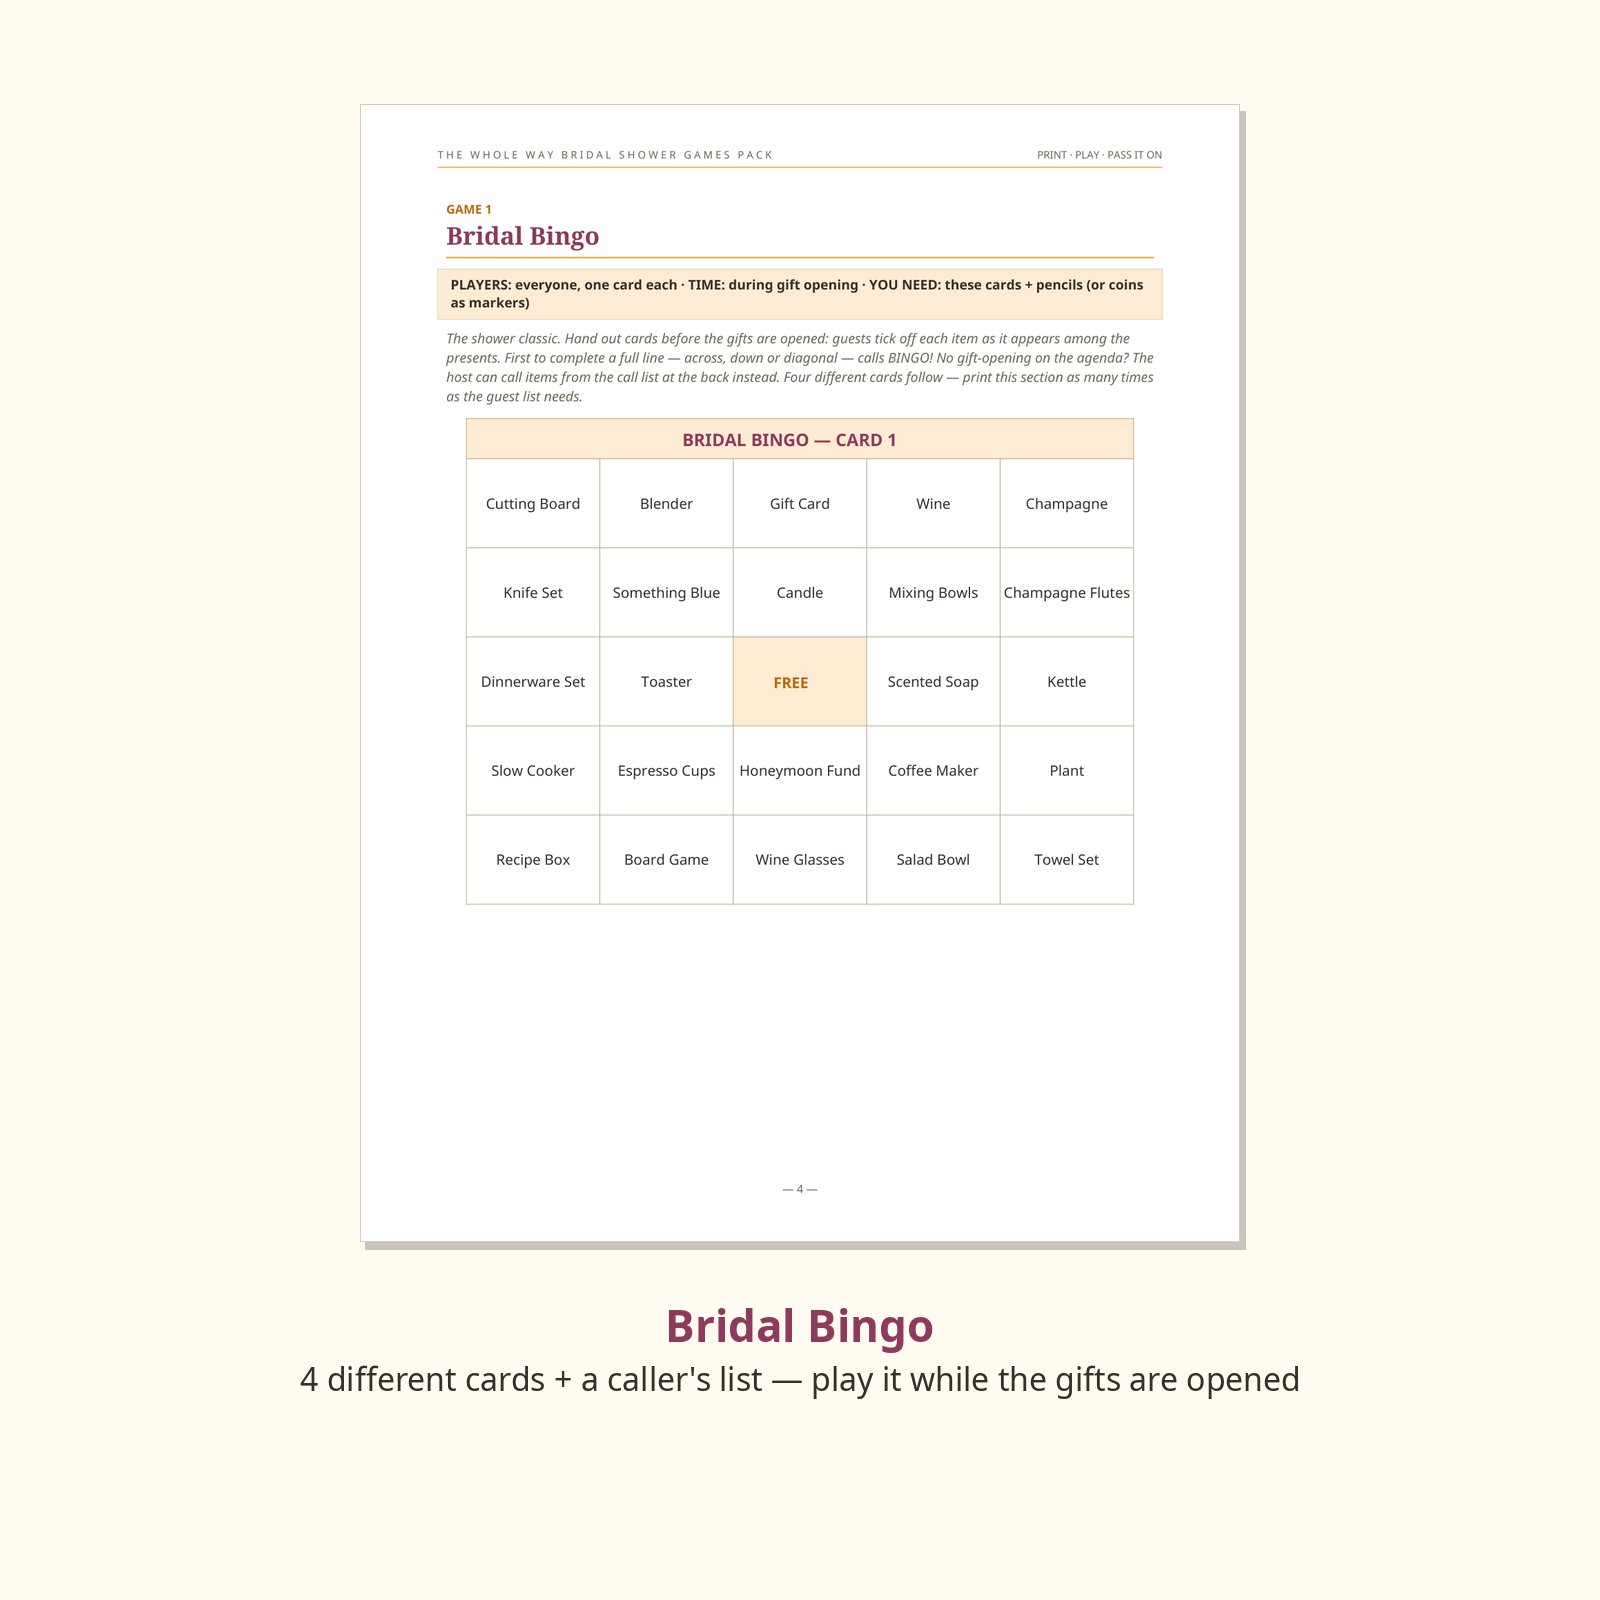 THE WHOLE WAY BRIDAL SHOWER GAMES PACK
PRINT · PLAY · PASS IT ON
GAME 1
Bridal Bingo
PLAYERS: everyone, one card each · TIME: during gift opening · YOU NEED: these cards + pencils (or coins
as markers)
The shower classic. Hand out cards before the gifts are opened: guests tick off each item as it appears among the
presents. First to complete a full line — across, down or diagonal — calls BINGO! No gift-opening on the agenda? The
host can call items from the call list at the back instead. Four different cards follow — print this section as many times
as the guest list needs.
BRIDAL BINGO — CARD 1
Cutting Board Blender Gift Card Wine Champagne
Knife Set Something Blue Candle Mixing Bowls Champagne Flutes
Dinnerware Set Toaster FREE Scented Soap Kettle
Slow Cooker Espresso Cups Honeymoon Fund Coffee Maker Plant
Recipe Box Board Game Wine Glasses Salad Bowl Towel Set
— 4 —
Bridal Bingo
4 different cards + a caller's list — play it while the gifts are opened